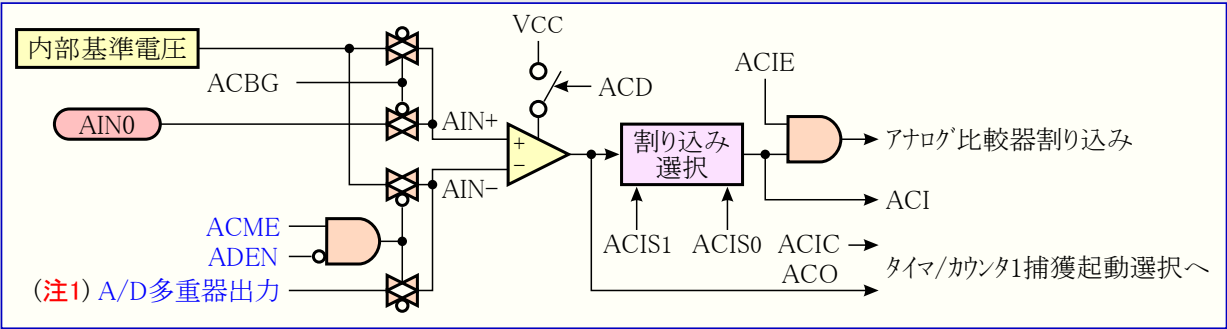 内部基準電圧
ACBG
AIN0
AIN+
AIN−
VCC
ACD
+
−
割り込み
選択
ACIE
アナログ比較器割り込み
ACI
ACME
ADEN
(注1) A/D多重器出力
ACIS1
ACIS0
ACIC
ACO
タイマ/カウンタ1捕獲起動選択へ